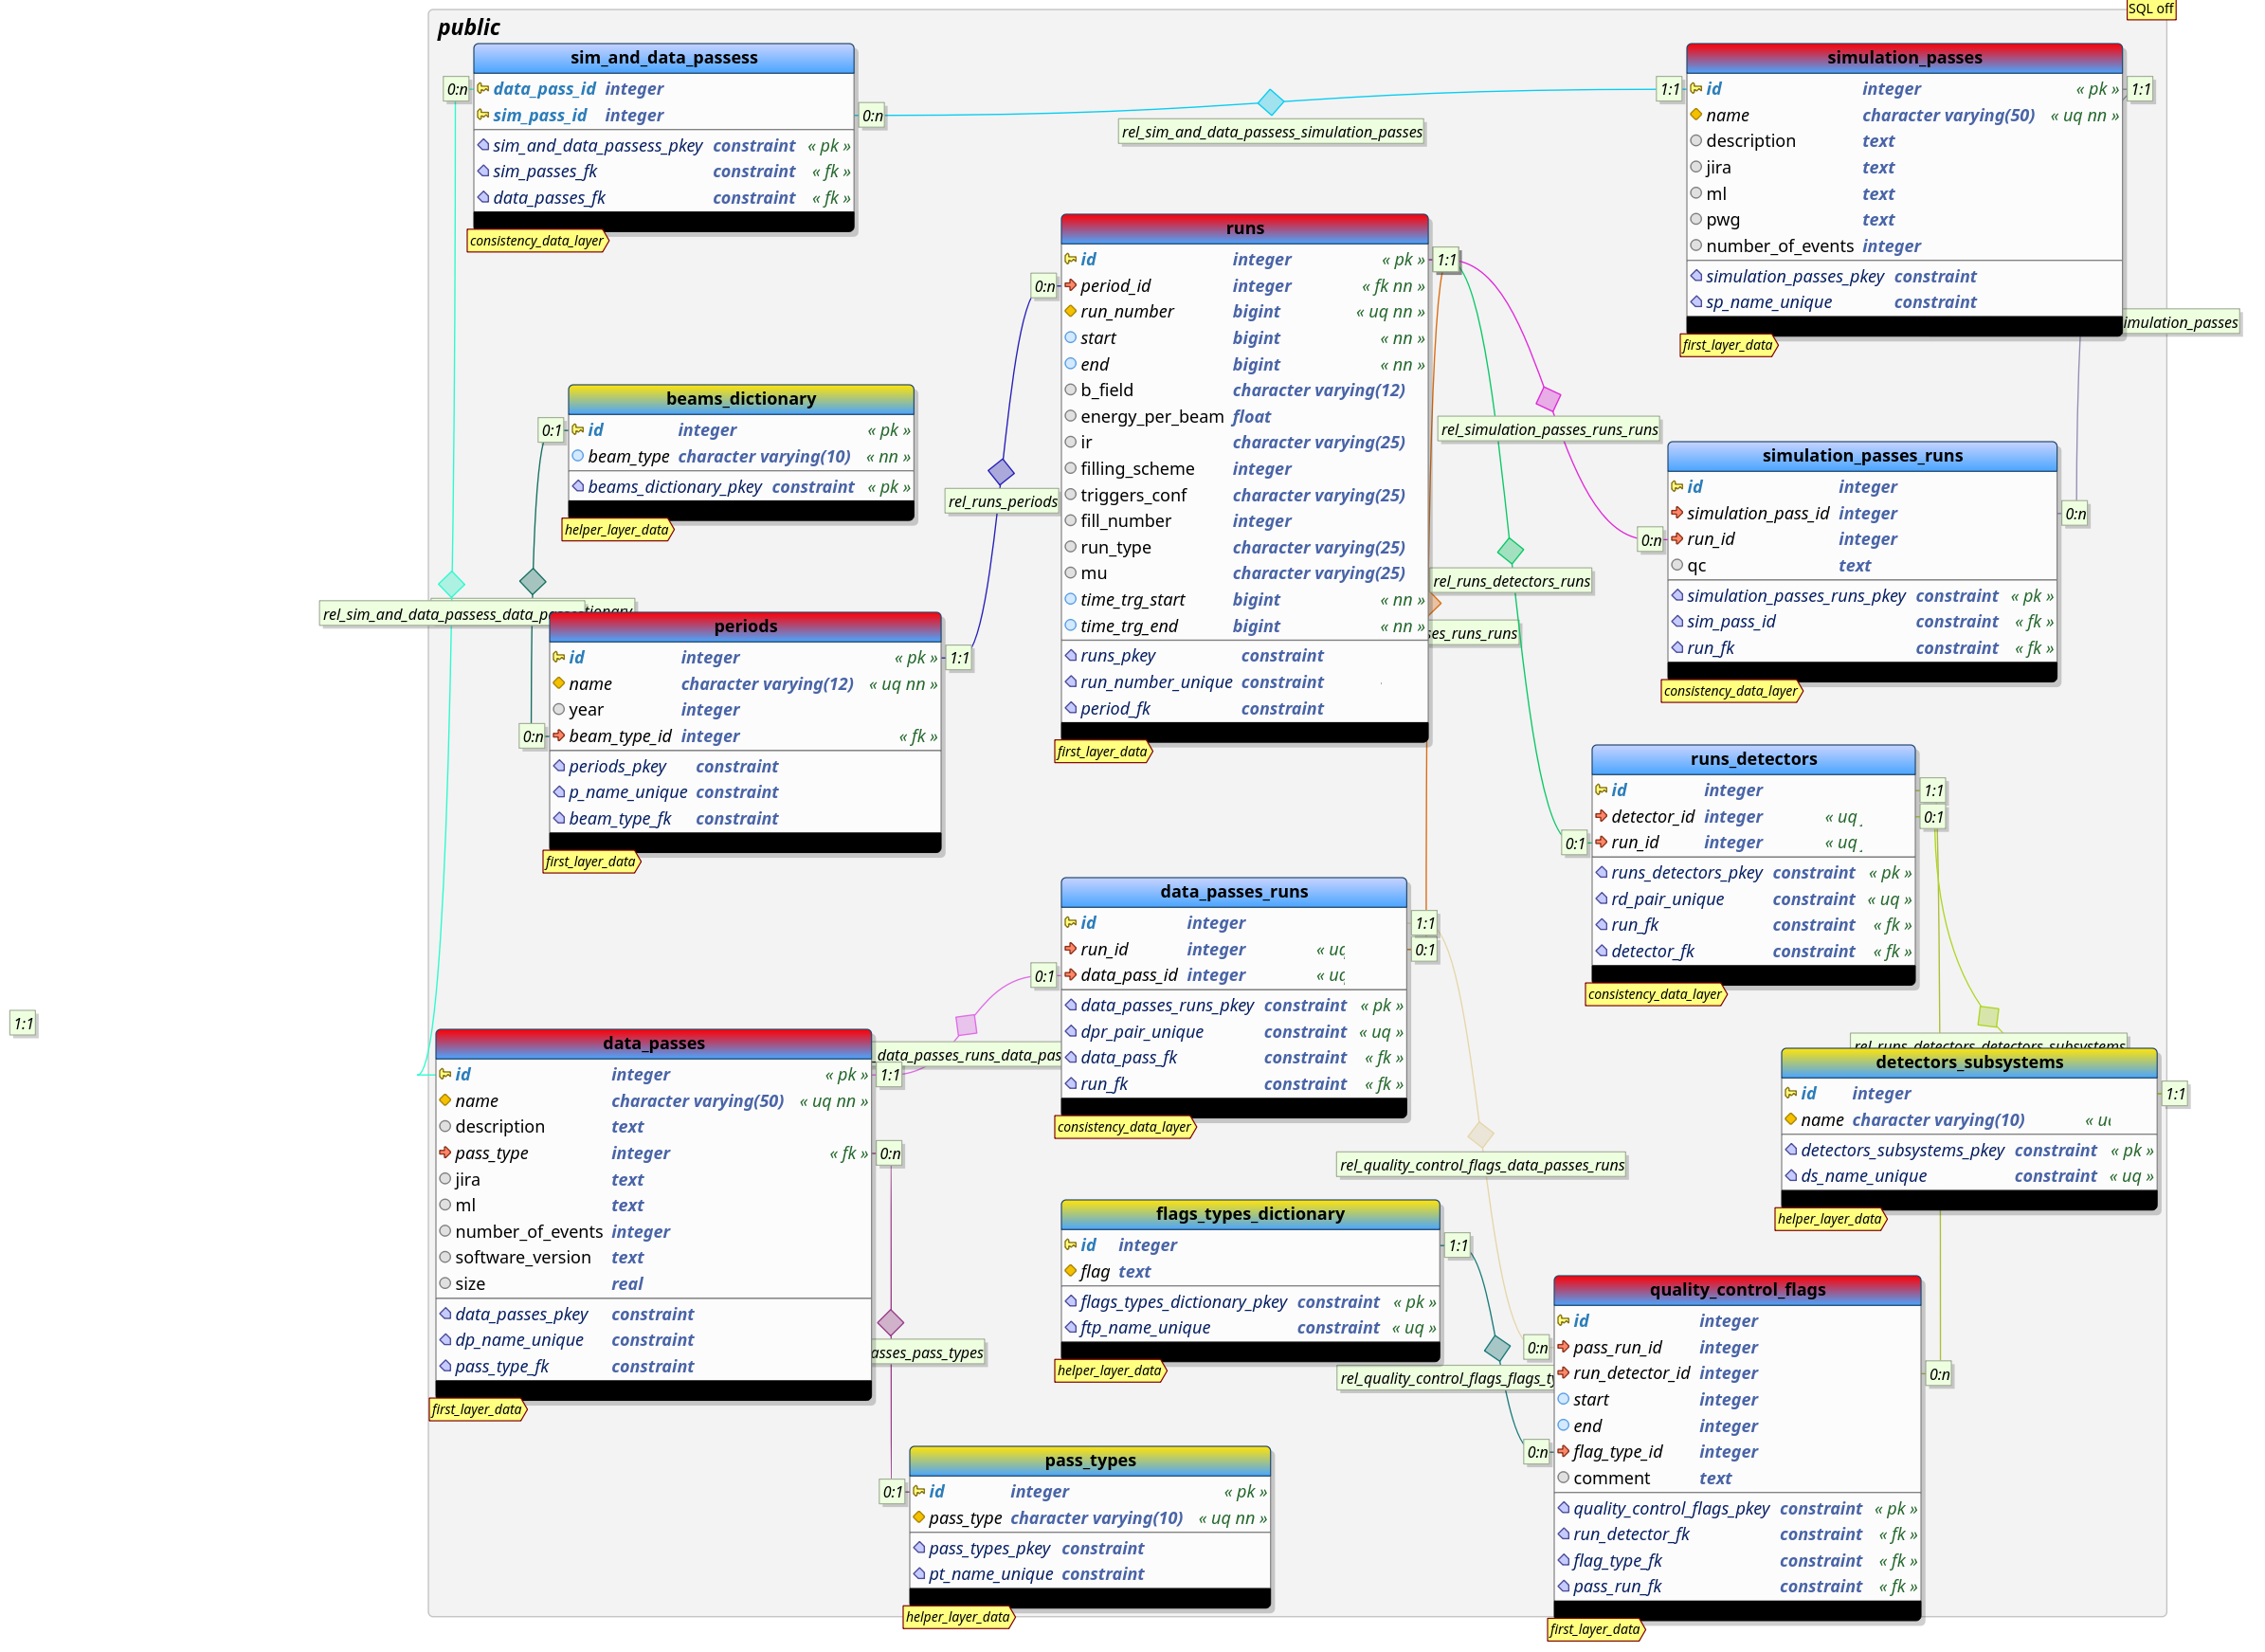 SQL off
public
sim_and_data_passess
0:n
data_pass_id integer
sim_pass_id integer
0:n
sim_and_data_passess_pkey constraint « pk »
sim_passes_fk constraint « fk »
data_passes_fk constraint « fk »
consistency_data_layer
rel_sim_and_data_passess_simulation_passes
simulation_passes
1:1
id integer « pk »
1:1
name character varying(50) « uq nn »
description text
jira text
ml text
pwg text
number_of_events integer
simulation_passes_pkey constraint
sp_name_unique constraint
imulation_passes
first_layer_data
runs
id integer « pk »
1:1
0:n
period_id integer « fk nn »
run_number bigint « uq nn »
start bigint « nn »
end bigint « nn »
b_field character varying(12)
energy_per_beam float
ir character varying(25)
filling_scheme integer
triggers_conf character varying(25)
fill_number integer
run_type character varying(25)
mu character varying(25)
time_trg_start bigint « nn »
time_trg_end bigint « nn »
runs_pkey constraint
run_number_unique constraint
period_fk constraint
first_layer_data
beams_dictionary
0:1
id integer « pk »
beam_type character varying(10) « nn »
beams_dictionary_pkey constraint « pk »
helper_layer_data
rel_runs_periods
rel_simulation_passes_runs_runs
rel_runs_detectors_runs
ses_runs_runs
simulation_passes_runs
id integer
simulation_pass_id integer
0:n
0:n
run_id integer
qc text
simulation_passes_runs_pkey constraint « pk »
sim_pass_id constraint « fk »
run_fk constraint « fk »
consistency_data_layer
rel_sim_and_data_passess_data_pa
tionary
periods
id integer « pk »
1:1
name character varying(12) « uq nn »
year integer
0:n
beam_type_id integer « fk »
periods_pkey constraint
p_name_unique constraint
beam_type_fk constraint
first_layer_data
runs_detectors
id integer
1:1
detector_id integer « uq
0:1
0:1
run_id integer « uq
runs_detectors_pkey constraint « pk »
rd_pair_unique constraint « uq »
run_fk constraint « fk »
detector_fk constraint « fk »
consistency_data_layer
data_passes_runs
id integer
1:1
run_id integer « uq
0:1
0:1
data_pass_id integer « uq
data_passes_runs_pkey constraint « pk »
dpr_pair_unique constraint « uq »
data_pass_fk constraint « fk »
run_fk constraint « fk »
consistency_data_layer
1:1
data_passes
id integer « pk »
1:1
name character varying(50) « uq nn »
description text
pass_type integer « fk »
0:n
jira text
ml text
number_of_events integer
software_version text
size real
data_passes_pkey constraint
dp_name_unique constraint
pass_type_fk constraint
first_layer_data
_data_passes_runs_data_pas
rel_runs_detectors_detectors_subsystems
detectors_subsystems
id integer
1:1
name character varying(10) « uq
detectors_subsystems_pkey constraint « pk »
ds_name_unique constraint « uq »
helper_layer_data
rel_quality_control_flags_data_passes_runs
flags_types_dictionary
id integer
1:1
flag text
flags_types_dictionary_pkey constraint « pk »
ftp_name_unique constraint « uq »
helper_layer_data
rel_quality_control_flags_flags_ty
asses_pass_types
quality_control_flags
id integer
0:n
pass_run_id integer
run_detector_id integer
0:n
start integer
end integer
0:n
flag_type_id integer
comment text
quality_control_flags_pkey constraint « pk »
run_detector_fk constraint « fk »
flag_type_fk constraint « fk »
pass_run_fk constraint « fk »
first_layer_data
pass_types
0:1
id integer « pk »
pass_type character varying(10) « uq nn »
pass_types_pkey constraint
pt_name_unique constraint
helper_layer_data